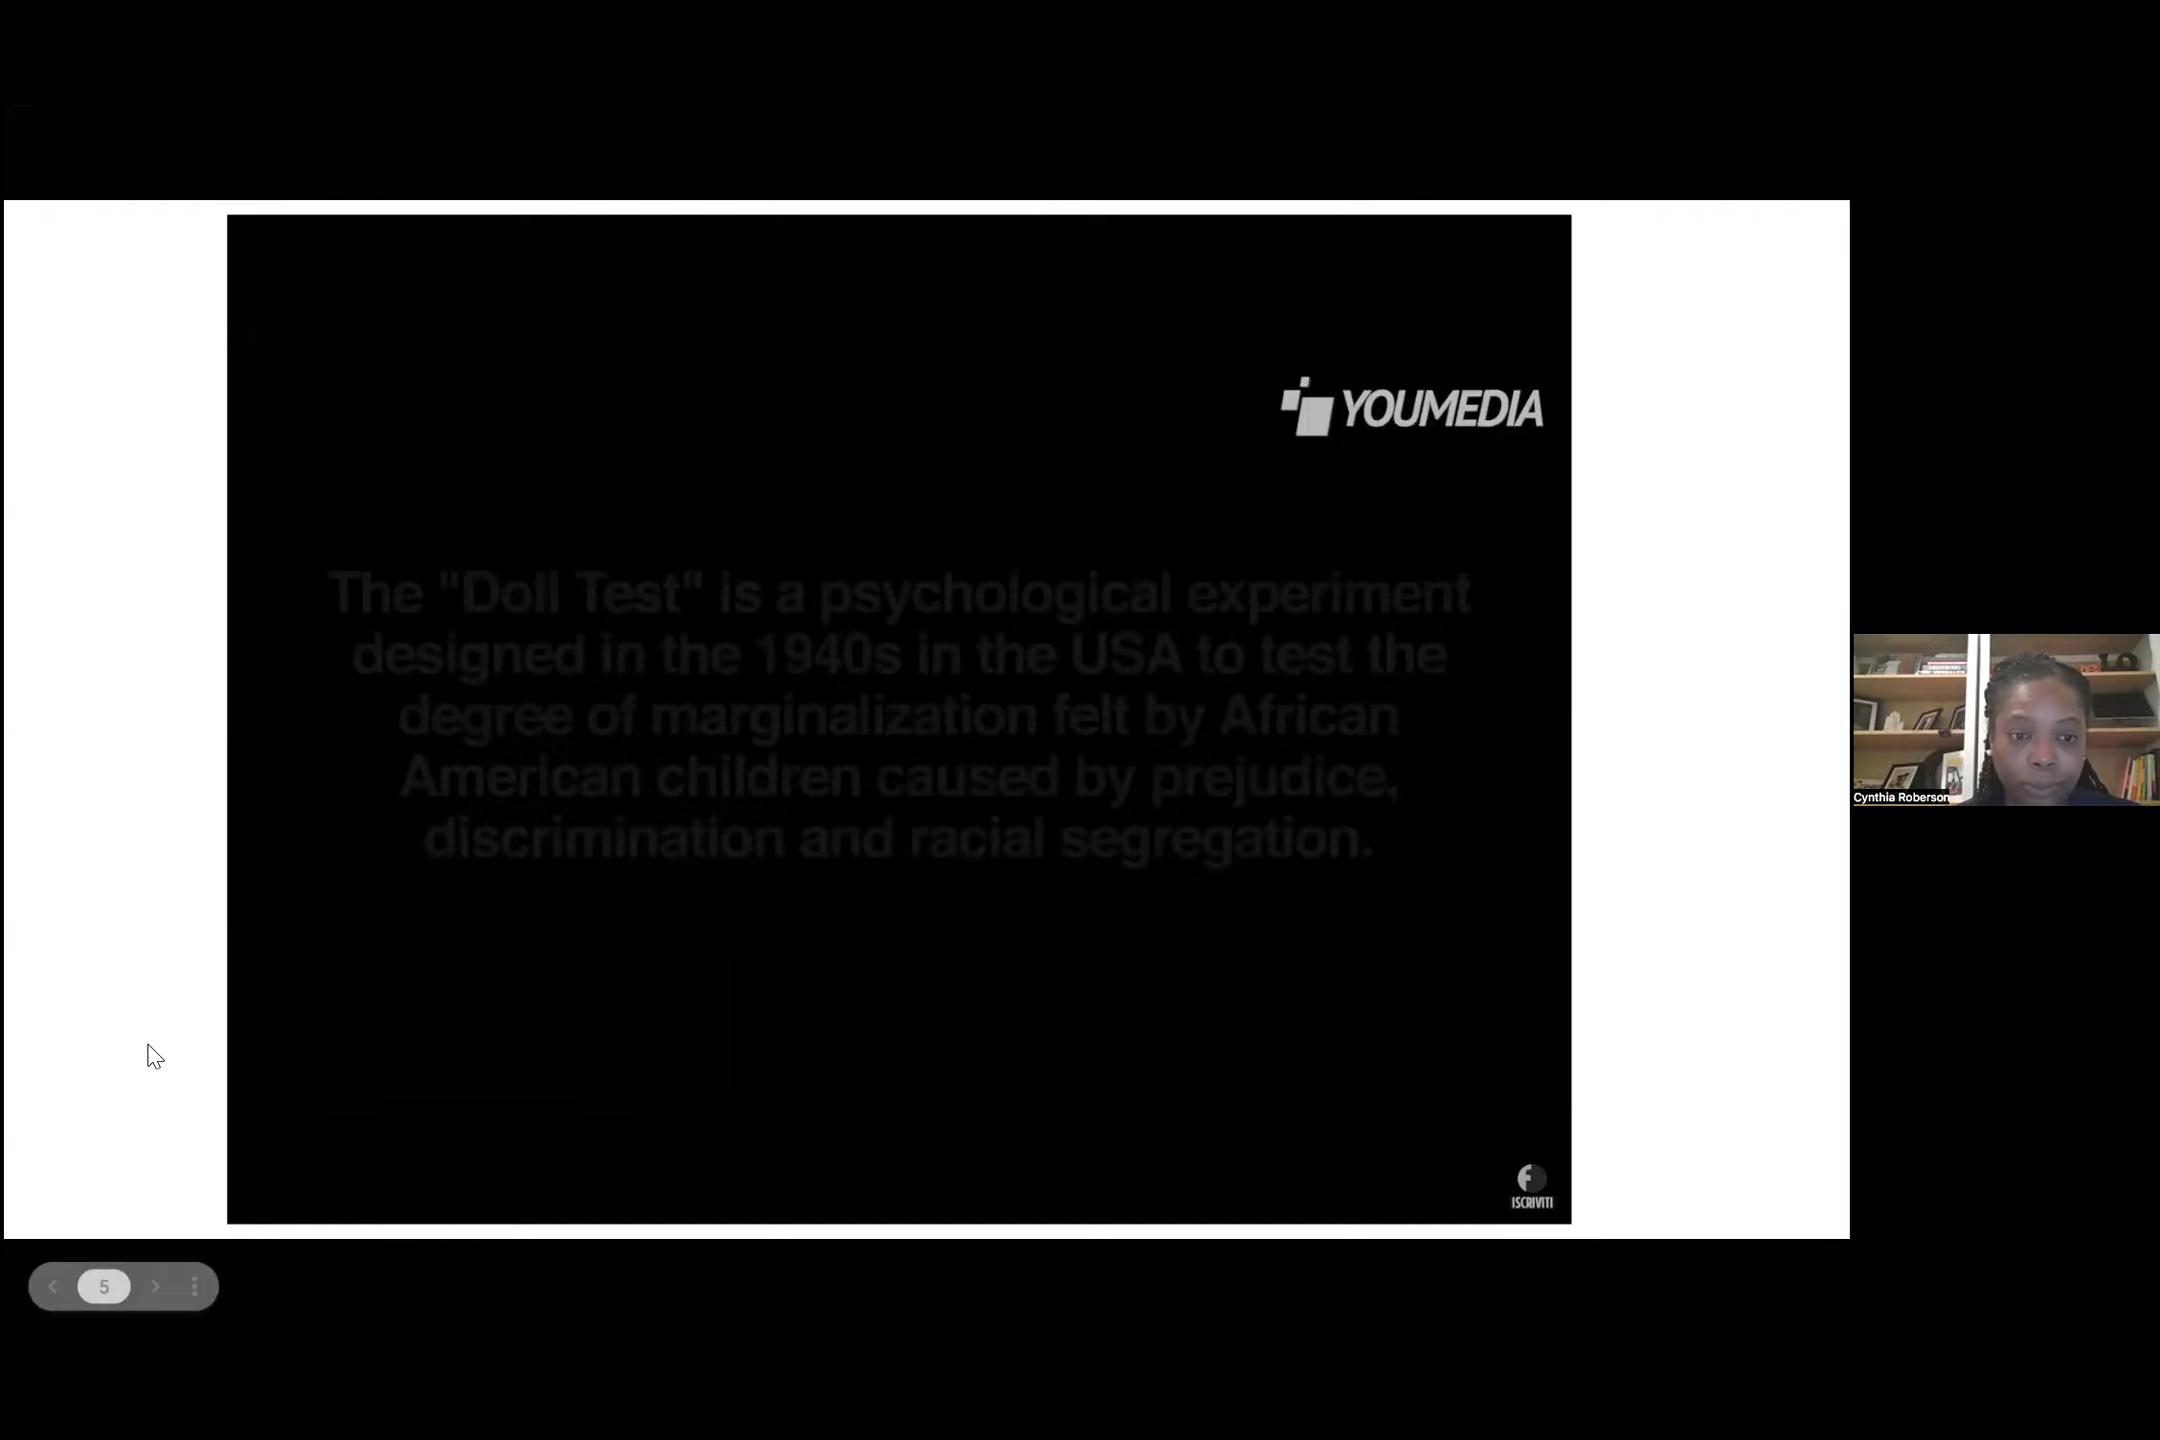 YOUMEDIA
The "Doll Test" is a psychological experiment
designed in the 1940s in the USA to test the
degree of marginalization felt by African
American children caused by prejudice,
discrimination and racial segregation.
Cynthia Roberson
ISCRIVITI
5